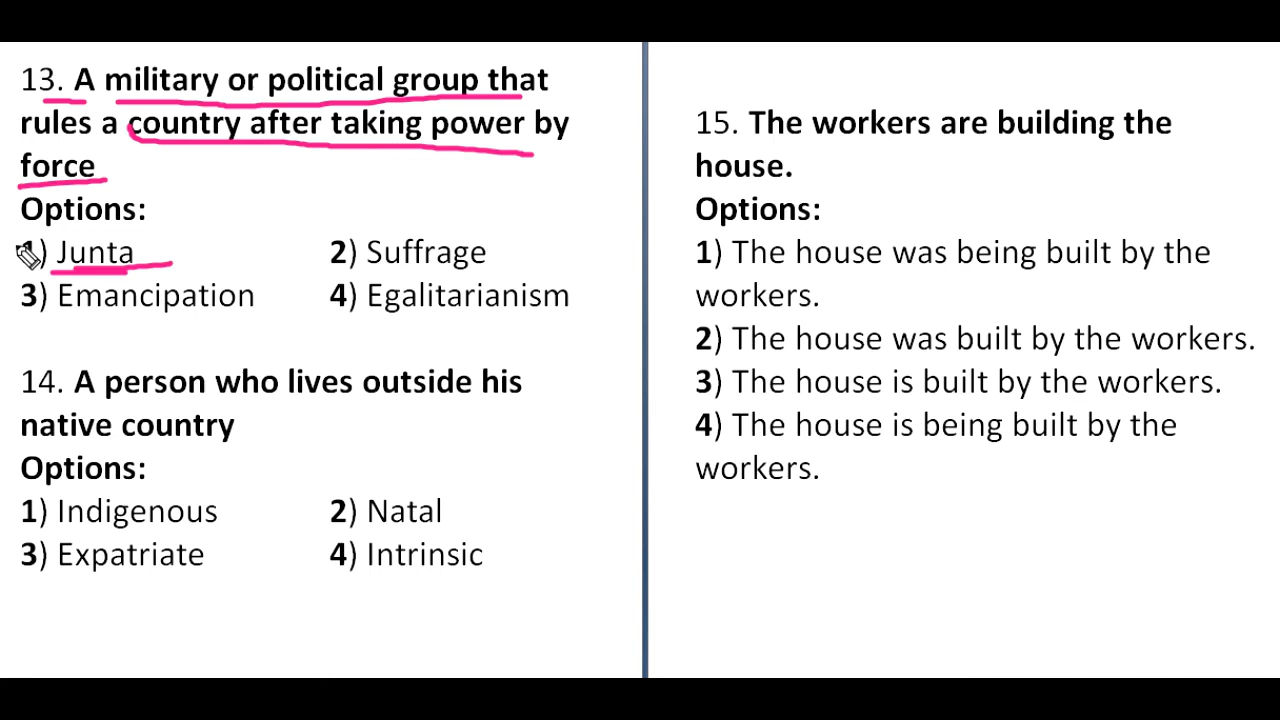 13. A military or political group that
rules a country after taking power by
force
Options:
1) Junta 2) Suffrage
3) Emancipation 4) Egalitarianism
14. A person who lives outside his
native country
Options:
1) Indigenous 2) Natal
3) Expatriate 4) Intrinsic
15. The workers are building the
house.
Options:
1) The house was being built by the
workers.
2) The house was built by the workers.
3) The house is built by the workers.
4) The house is being built by the
workers.